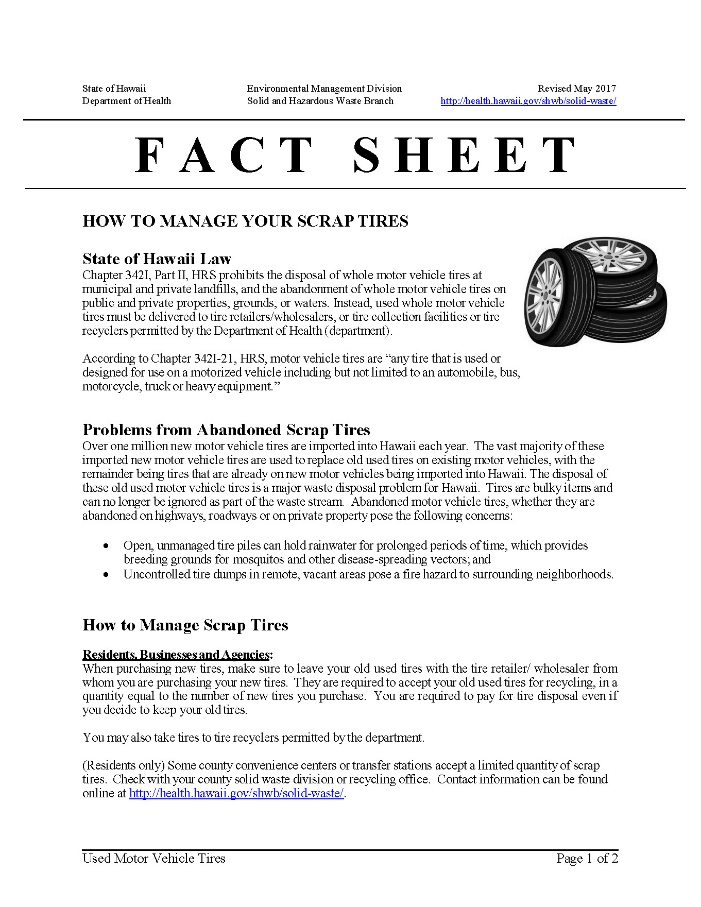 State of Hawaii Environmental Management Division Revised May 2017
Department of Health Solid and Hazardous Waste Branch http://health.hawaii.gov/shwb/solid-waste/
FACT SHEET
HOW TO MANAGE YOUR SCRAP TIRES
State of Hawaii Law
Chapter 342I, Part II, HRS prohibits the disposal of whole motor vehicle tires at
municipal and private landfills, and the abandonment of whole motor vehicle tires on
public and private properties, grounds, or waters. Instead, used whole motor vehicle
tires must be delivered to tire retailers/wholesalers, or tire collection facilities or tire
recyclers permitted by the Department of Health (department).
According to Chapter 342I-21, HRS, motor vehicle tires are “any tire that is used or
designed for use on a motorized vehicle including but not limited to an automobile, bus,
motorcycle, truck or heavy equipment.”
Problems from Abandoned Scrap Tires
Over one million new motor vehicle tires are imported into Hawaii each year. The vast majority of these
imported new motor vehicle tires are used to replace old used tires on existing motor vehicles, with the
remainder being tires that are already on new motor vehicles being imported into Hawaii. The disposal of
these old used motor vehicle tires is a major waste disposal problem for Hawaii. Tires are bulky items and
can no longer be ignored as part of the waste stream. Abandoned motor vehicle tires, whether they are
abandoned on highways, roadways or on private property pose the following concerns:
• Open, unmanaged tire piles can hold rainwater for prolonged periods of time, which provides
breeding grounds for mosquitos and other disease-spreading vectors; and
• Uncontrolled tire dumps in remote, vacant areas pose a fire hazard to surrounding neighborhoods.
How to Manage Scrap Tires
Residents, Businesses and Agencies:
When purchasing new tires, make sure to leave your old used tires with the tire retailer/ wholesaler from
whom you are purchasing your new tires. They are required to accept your old used tires for recycling, in a
quantity equal to the number of new tires you purchase. You are required to pay for tire disposal even if
you decide to keep your old tires.
You may also take tires to tire recyclers permitted by the department.
(Residents only) Some county convenience centers or transfer stations accept a limited quantity of scrap
tires. Check with your county solid waste division or recycling office. Contact information can be found
online at http://health.hawaii.gov/shwb/solid-waste/.
Used Motor Vehicle Tires Page 1 of 2